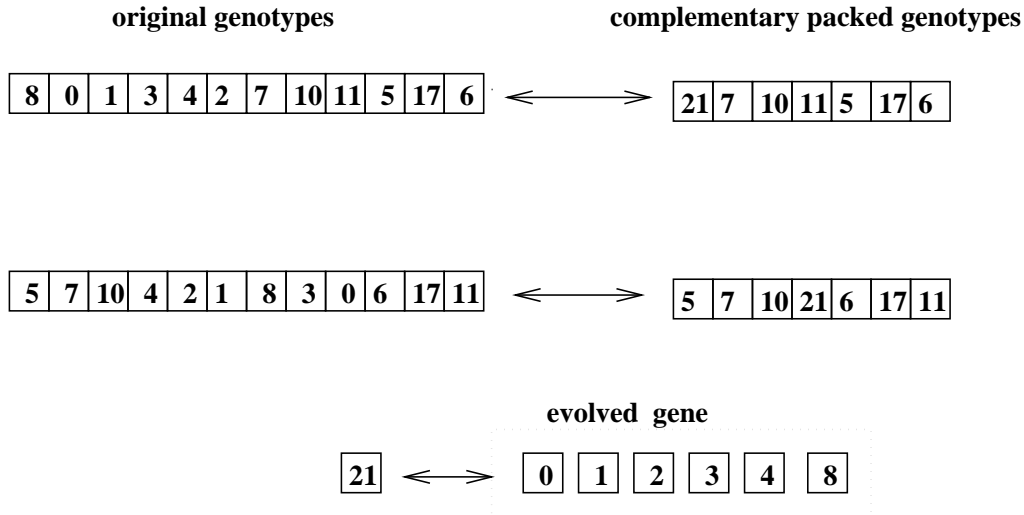 original genotypes complementary packed genotypes
8 0 1 3 4 2 7 10 11 5 17 6 21 7 10 11 5 17 6
5 7 10 4 2 1 8 3 0 6 17 11 5 7 10 21 6 17 11
evolved gene
21 0 1 2 3 4 8